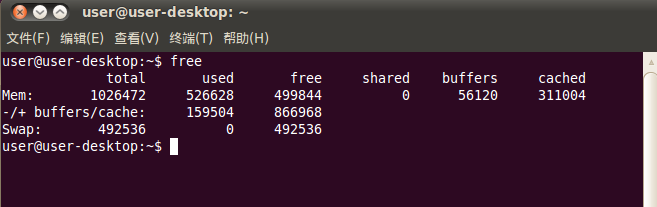 user@user-desktop: ~
文件(F) 编辑(E) 查看(V) 终端(T) 帮助(H)
user@user-desktop:~$ free
total used free shared buffers cached
Mem: 1026472 526628 499844 0 56120 311004
-/+ buffers/cache: 159504 866968
Swap: 492536 0 492536
user@user-desktop:~$